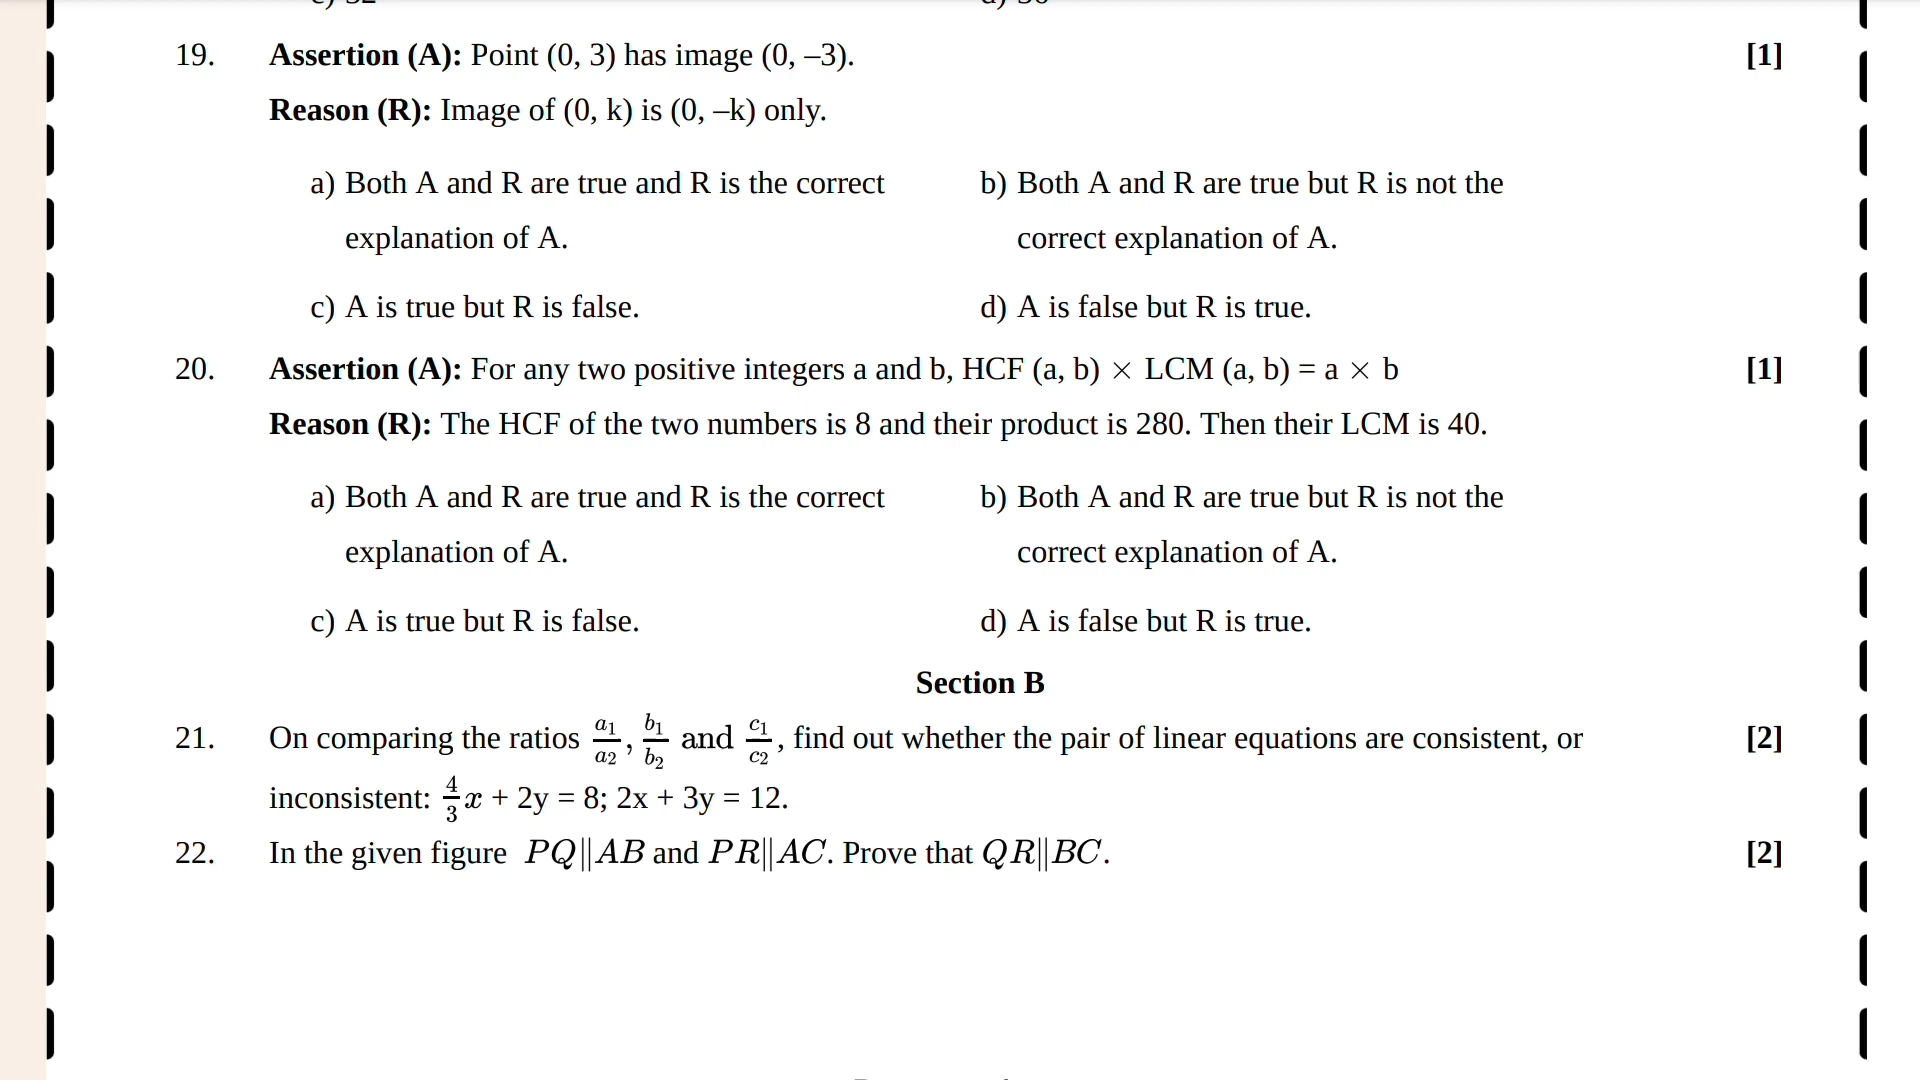 19. Assertion (A): Point (0, 3) has image (0, –3). [1]
Reason (R): Image of (0, k) is (0, –k) only.
a) Both A and R are true and R is the correct explanation of A.
b) Both A and R are true but R is not the correct explanation of A.
c) A is true but R is false.
d) A is false but R is true.
20. Assertion (A): For any two positive integers a and b, HCF (a, b) × LCM (a, b) = a × b [1]
Reason (R): The HCF of the two numbers is 8 and their product is 280. Then their LCM is 40.
a) Both A and R are true and R is the correct explanation of A.
b) Both A and R are true but R is not the correct explanation of A.
c) A is true but R is false.
d) A is false but R is true.
Section B
21. On comparing the ratios a₁/a₂, b₁/b₂ and c₁/c₂, find out whether the pair of linear equations are consistent, or [2]
inconsistent: 4/3 x + 2y = 8; 2x + 3y = 12.
22. In the given figure PQ||AB and PR||AC. Prove that QR||BC. [2]